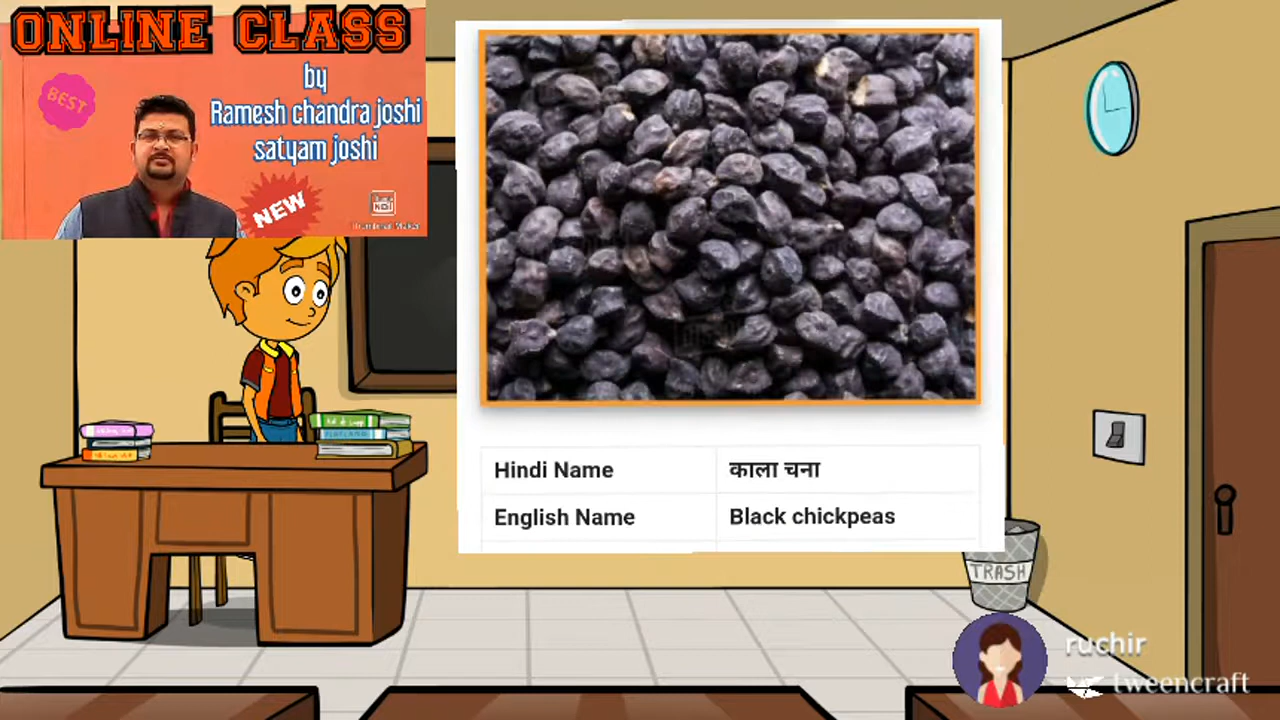 ONLINE CLASS
by
Ramesh chandra joshi
satyam joshi
BEST
NEW
Hindi Name काला चना
English Name Black chickpeas
TRASH
ruchir
tweencraft